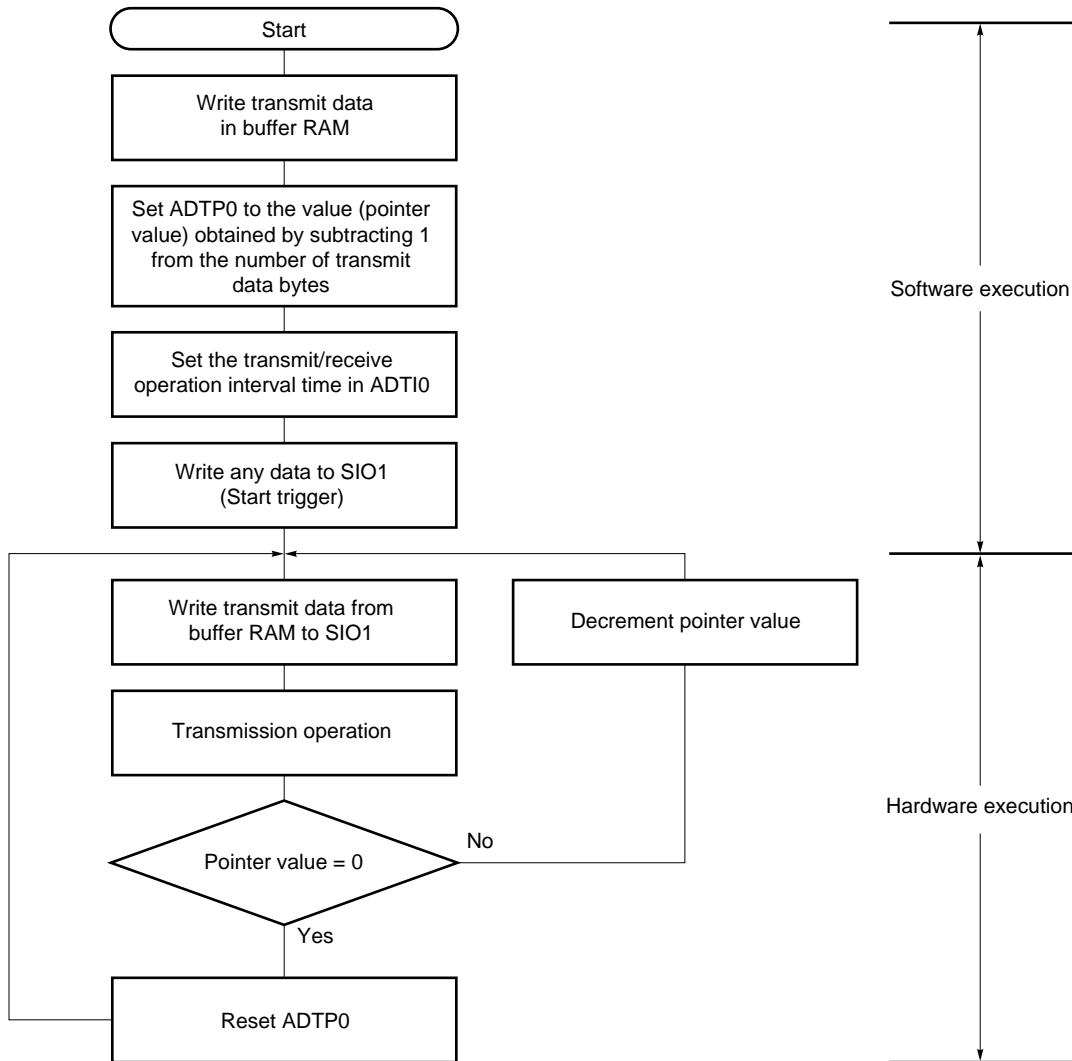 Start
Write transmit data
in buffer RAM
Set ADTP0 to the value (pointer
value) obtained by subtracting 1
from the number of transmit
data bytes
Software execution
Set the transmit/receive
operation interval time in ADTI0
Write any data to SIO1
(Start trigger)
Write transmit data from
buffer RAM to SIO1
Decrement pointer value
Transmission operation
Hardware execution
No
Pointer value = 0
Yes
Reset ADTP0